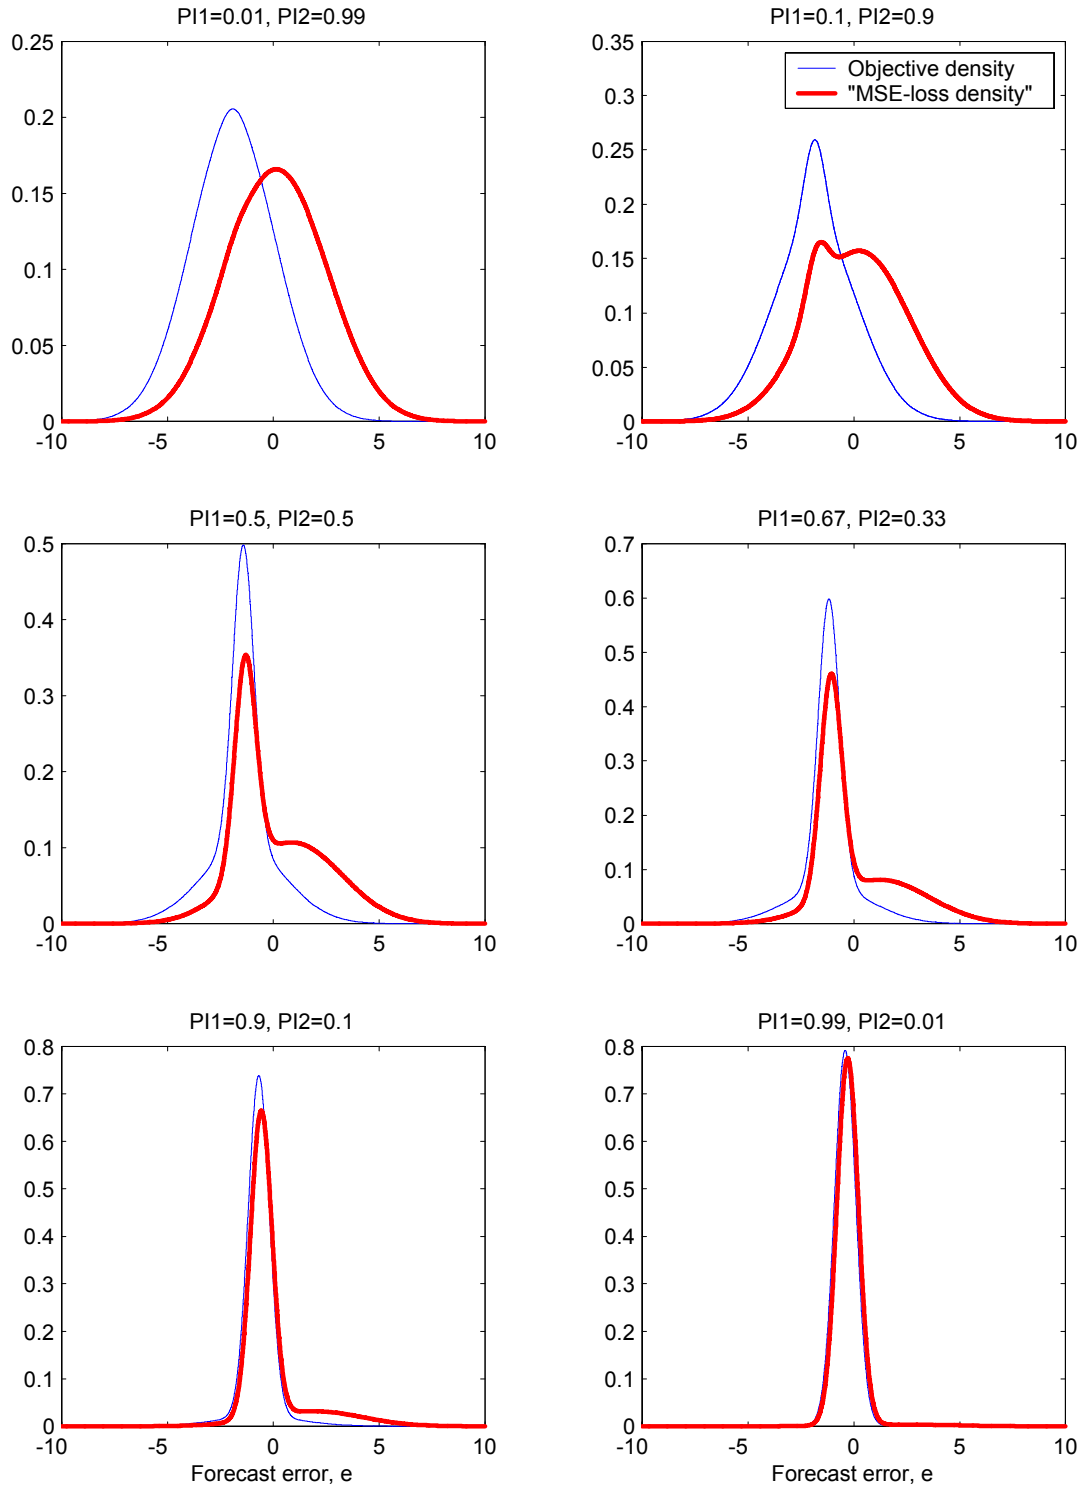 PI1=0.01, PI2=0.99
0.25
0.2
0.15
0.1
0.05
0
-10 -5 0 5 10
PI1=0.1, PI2=0.9
0.35
0.3
0.25
0.2
0.15
0.1
0.05
0
-10 -5 0 5 10
Objective density
"MSE-loss density"
PI1=0.5, PI2=0.5
0.5
0.4
0.3
0.2
0.1
0
-10 -5 0 5 10
PI1=0.67, PI2=0.33
0.7
0.6
0.5
0.4
0.3
0.2
0.1
0
-10 -5 0 5 10
PI1=0.9, PI2=0.1
0.8
0.7
0.6
0.5
0.4
0.3
0.2
0.1
0
-10 -5 0 5 10
Forecast error, e
PI1=0.99, PI2=0.01
0.8
0.7
0.6
0.5
0.4
0.3
0.2
0.1
0
-10 -5 0 5 10
Forecast error, e